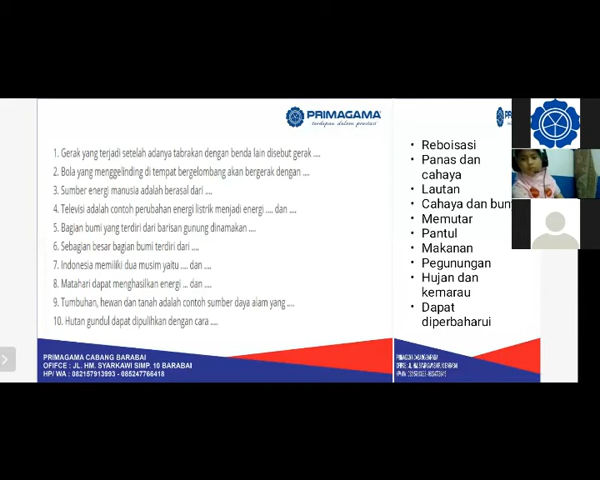 PRIMAGAMA
terdepan dalam prestasi
1. Gerak yang terjadi setelah adanya tabrakan dengan benda lain disebut gerak ....
2. Bola yang menggelinding di tempat bergelombang akan bergerak dengan ....
3. Sumber energi manusia adalah berasal dari ....
4. Televisi adalah contoh perubahan energi listrik menjadi energi .... dan ....
5. Bagian bumi yang terdiri dari barisan gunung dinamakan ....
6. Sebagian besar bagian bumi terdiri dari ....
7. Indonesia memiliki dua musim yaitu .... dan ....
8. Matahari dapat menghasilkan energi ... dan ....
9. Tumbuhan, hewan dan tanah adalah contoh sumber daya alam yang ....
10. Hutan gundul dapat dipulihkan dengan cara ....
PRIMAGAMA CABANG BARABAI
OFIFCE : JL. HM. SYARKAWI SIMP. 10 BARABAI
HP/ WA : 082157913993 - 085247766418
• Reboisasi
• Panas dan
cahaya
• Lautan
• Cahaya dan buny
• Memutar
• Pantul
• Makanan
• Pegunungan
• Hujan dan
kemarau
• Dapat
diperbaharui
PRIMAGAMA CABANG BARABAI